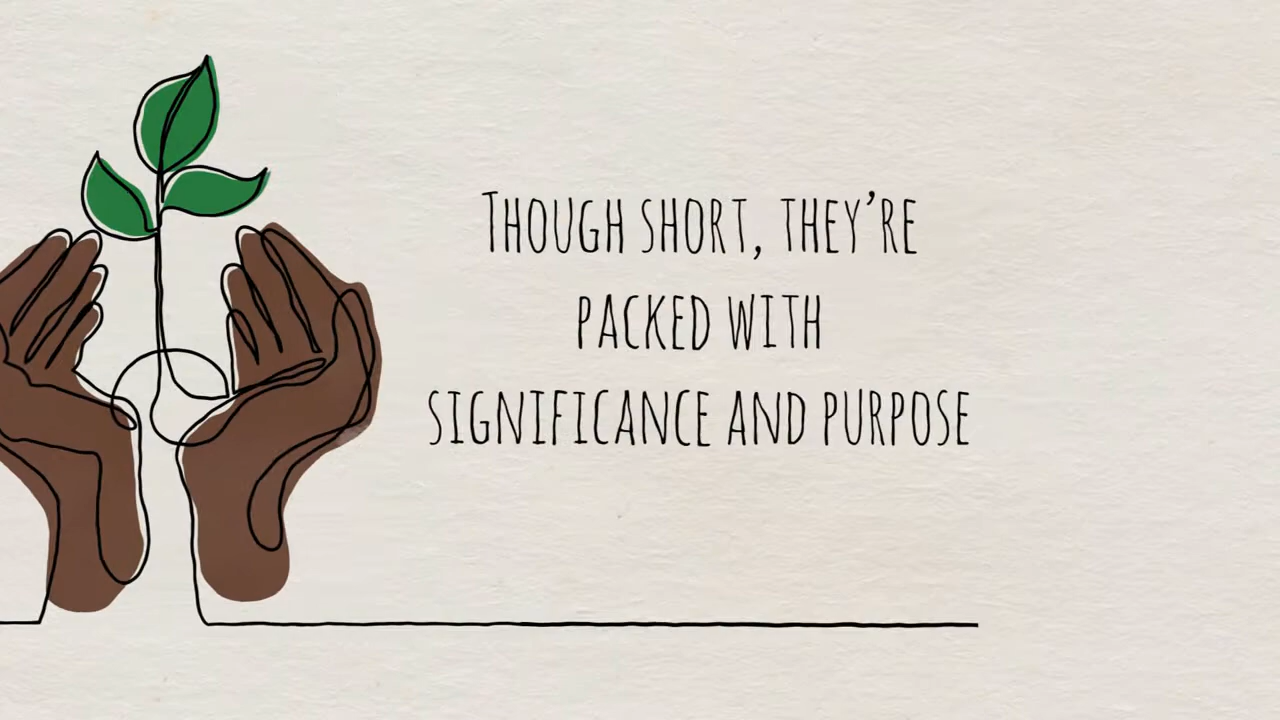 Though short, they’re
packed with
significance and purpose